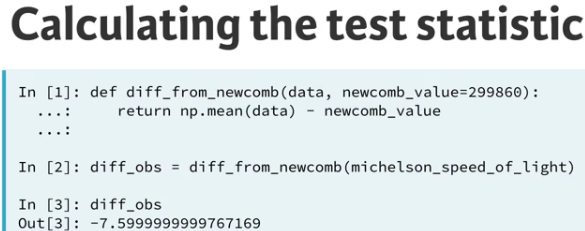 Calculating the test statistic
In [1]: def diff_from_newcomb(data, newcomb_value=299860):
...:     return np.mean(data) - newcomb_value
...:
In [2]: diff_obs = diff_from_newcomb(michelson_speed_of_light)
In [3]: diff_obs
Out[3]: -7.5999999999767169